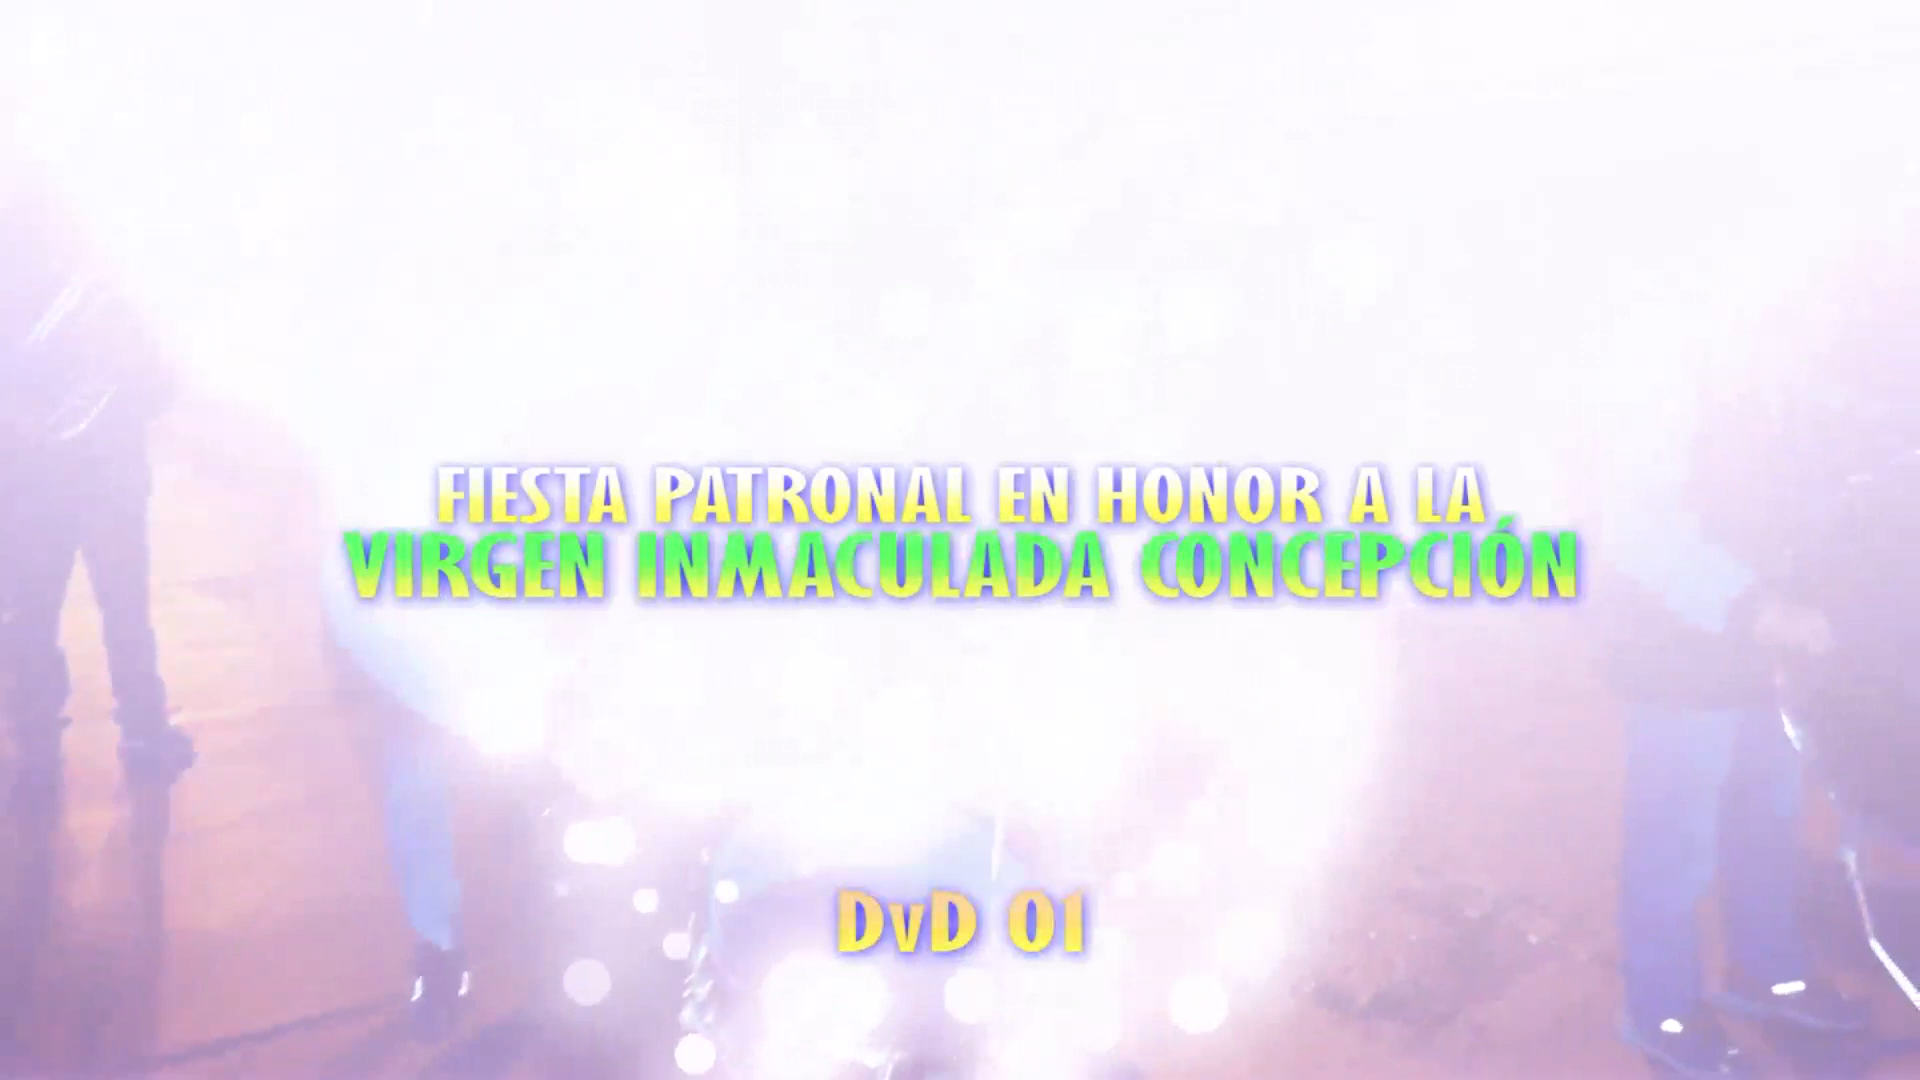 FIESTA PATRONAL EN HONOR A LA
VIRGEN INMACULADA CONCEPCIÓN
DvD 01